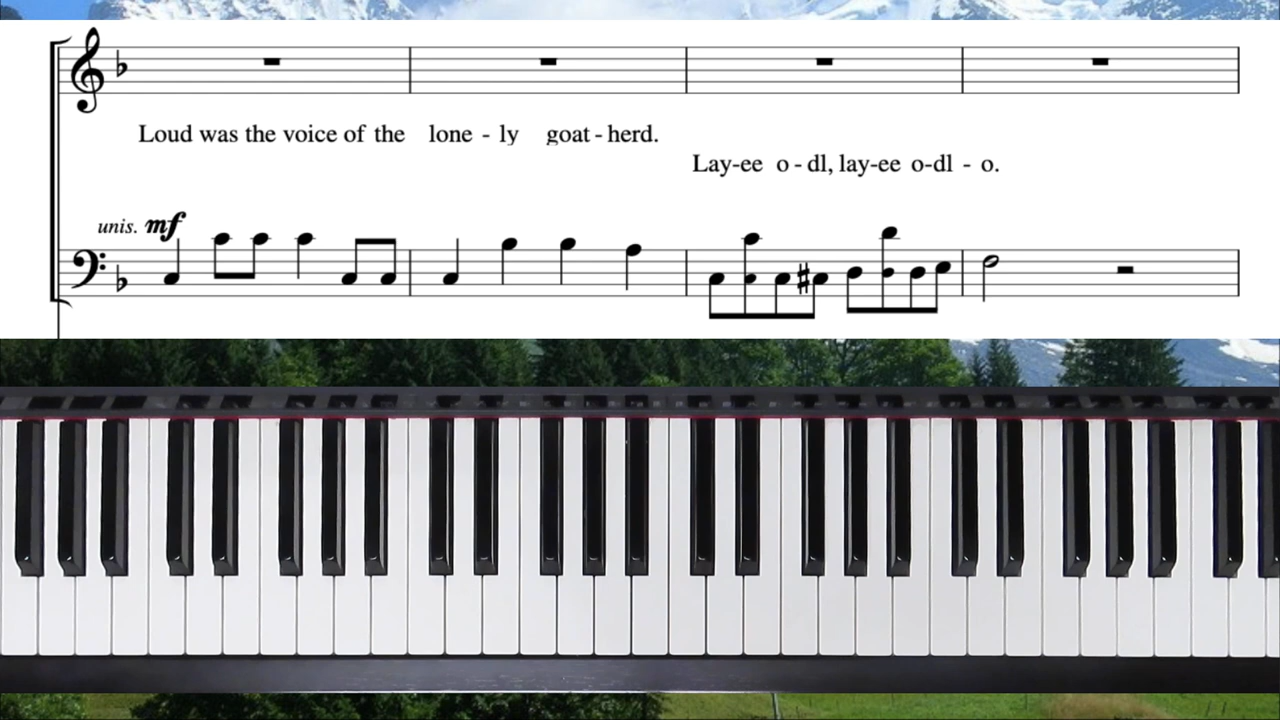 Loud was the voice of the lone - ly goat - herd.
Lay-ee o - dl, lay-ee o-dl - o.
unis. mf